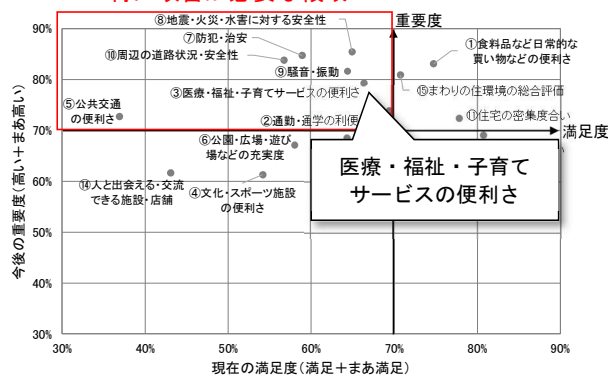 ⑧地震・火災・水害に対する安全性
重要度
⑦防犯・治安
①食料品など日常的な
買い物などの便利さ
⑩周辺の道路状況・安全性
⑨騒音・振動
⑮まわりの住環境の総合評価
③医療・福祉・子育てサービスの便利さ
⑤公共交通
の便利さ
②通勤・通学の利便
⑪住宅の密集度合い
満足度
⑥公園・広場・遊び
場などの充実度
医療・福祉・子育て
サービスの便利さ
⑭人と出会える・交流
できる施設・店舗
④文化・スポーツ施設
の便利さ
今後の重要度(高い+まあ高い)
90%
80%
70%
60%
50%
40%
30%
30%
40%
50%
60%
70%
80%
90%
現在の満足度(満足+まあ満足)